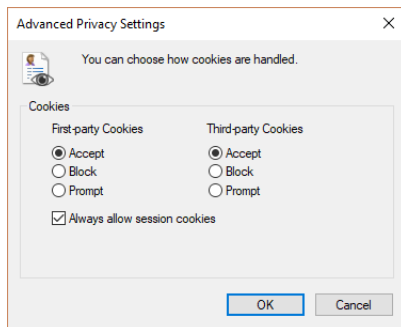 Advanced Privacy Settings
You can choose how cookies are handled.
Cookies
First-party Cookies
Third-party Cookies
Accept
Accept
Block
Block
Prompt
Prompt
Always allow session cookies
OK
Cancel